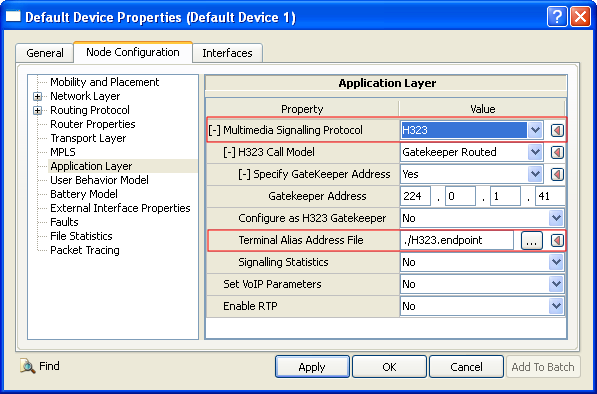 Default Device Properties (Default Device 1)
General Node Configuration Interfaces
Mobility and Placement
Network Layer
Routing Protocol
Router Properties
Transport Layer
MPLS
Application Layer
User Behavior Model
Battery Model
External Interface Properties
Faults
File Statistics
Packet Tracing
Application Layer
Property Value
[-] Multimedia Signalling Protocol H323
[-] H323 Call Model Gatekeeper Routed
[-] Specify GateKeeper Address Yes
Gatekeeper Address 224 . 0 . 1 . 41
Configure as H323 Gatekeeper No
Terminal Alias Address File ./H323.endpoint ...
Signalling Statistics No
Set VoIP Parameters No
Enable RTP No
Find Apply OK Cancel Add To Batch